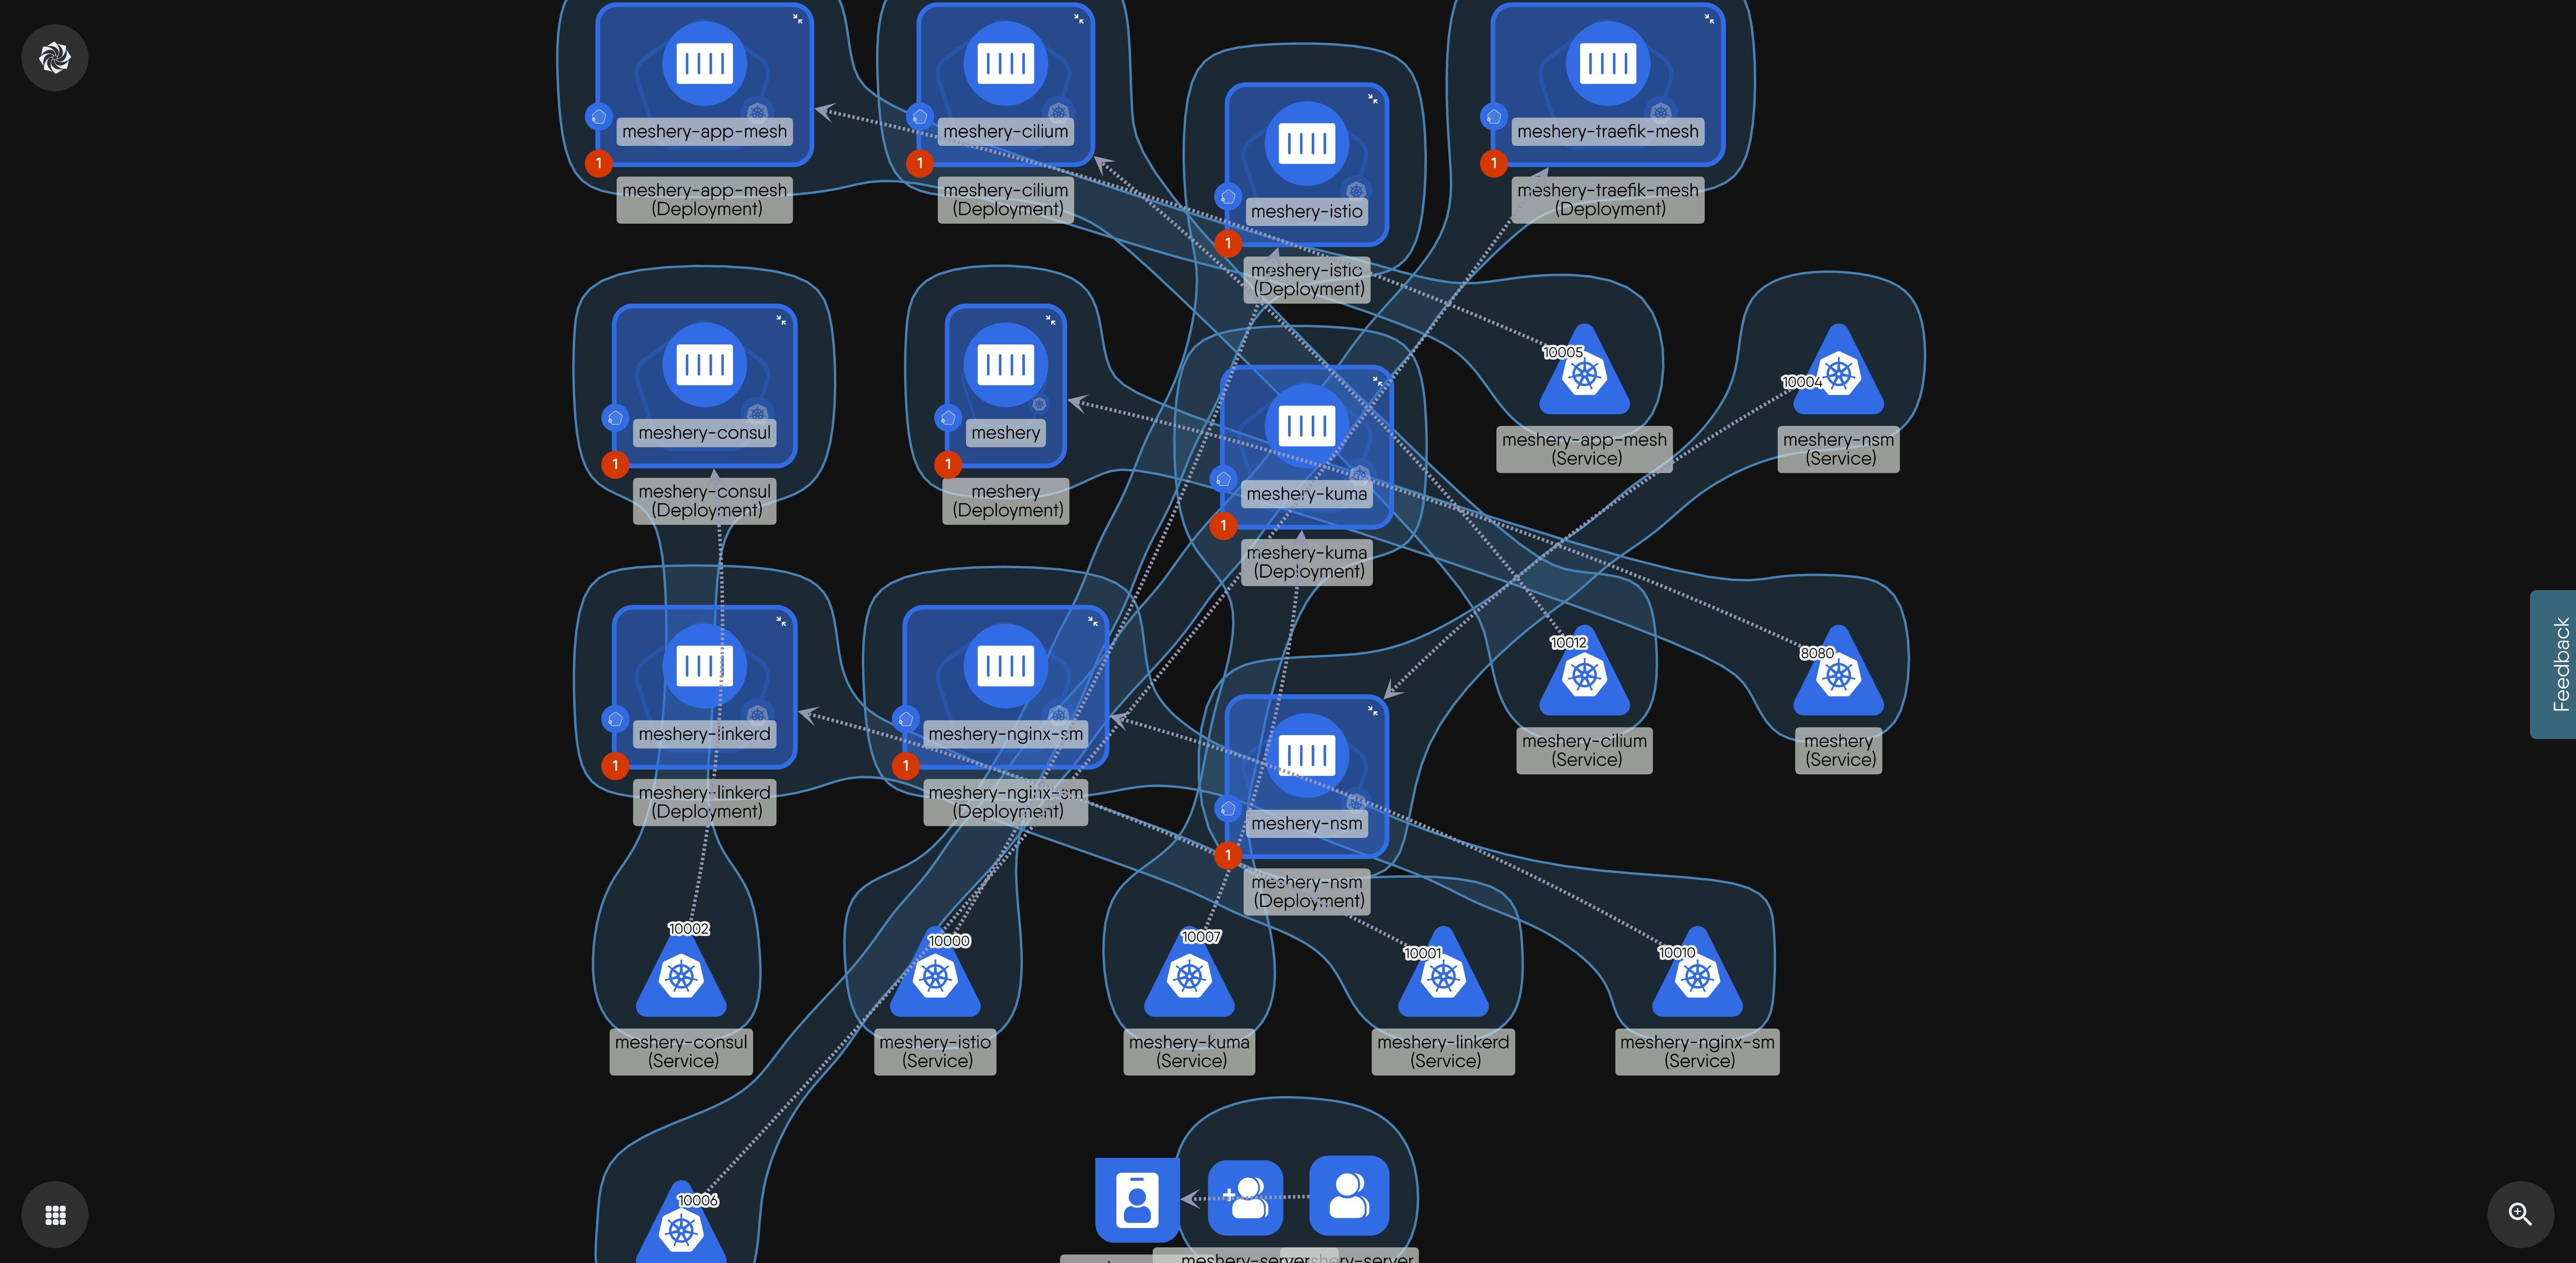 meshery-app-mesh
1
meshery-app-mesh
(Deployment)
meshery-cilium
1
meshery-cilium
(Deployment)
meshery-istio
1
meshery-istio
(Deployment)
meshery-traefik-mesh
1
meshery-traefik-mesh
(Deployment)
meshery-consul
1
meshery-consul
(Deployment)
meshery
1
meshery
(Deployment)
meshery-kuma
1
meshery-kuma
(Deployment)
10005
meshery-app-mesh
(Service)
10004
meshery-nsm
(Service)
meshery-linkerd
1
meshery-linkerd
(Deployment)
meshery-nginx-sm
1
meshery-nginx-sm
(Deployment)
meshery-nsm
1
meshery-nsm
(Deployment)
10012
meshery-cilium
(Service)
8080
meshery
(Service)
Feedback
10002
meshery-consul
(Service)
10000
meshery-istio
(Service)
10007
meshery-kuma
(Service)
10001
meshery-linkerd
(Service)
10010
meshery-nginx-sm
(Service)
10006
meshery-server